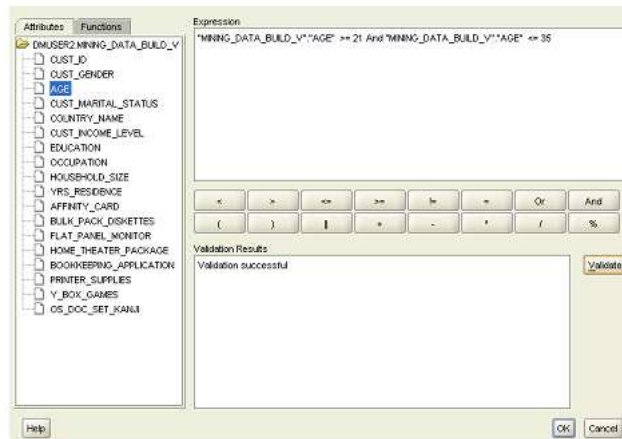 Attributes
Functions
DMUSER2.MINING_DATA_BUILD_V
CUST_ID
CUST_GENDER
AGE
CUST_MARITAL_STATUS
COUNTRY_NAME
CUST_INCOME_LEVEL
EDUCATION
OCCUPATION
HOUSEHOLD_SIZE
YRS_RESIDENCE
AFFINITY_CARD
BULK_PACK_DISKETTES
FLAT_PANEL_MONITOR
HOME_THEATER_PACKAGE
BOOKKEEPING_APPLICATION
PRINTER_SUPPLIES
Y_BOX_GAMES
OS_DOC_SET_KANJI
Expression
"MINING_DATA_BUILD_V"."AGE" >= 21 And "MINING_DATA_BUILD_V"."AGE" <= 35
< > <= >= != = Or And
( ) || + - * / %
Validation Results
Validation successful
Validate
Help
OK
Cancel